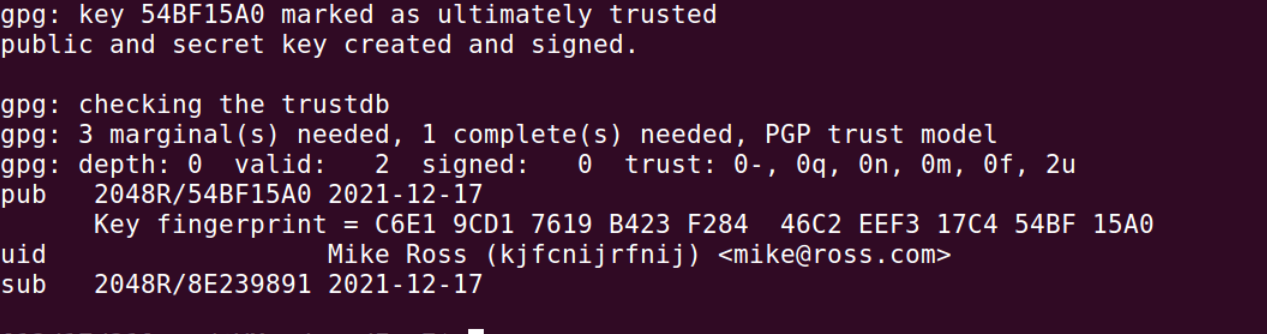 gpg: key 54BF15A0 marked as ultimately trusted
public and secret key created and signed.
gpg: checking the trustdb
gpg: 3 marginal(s) needed, 1 complete(s) needed, PGP trust model
gpg: depth: 0  valid:   2  signed:   0  trust: 0-, 0q, 0n, 0m, 0f, 2u
pub   2048R/54BF15A0 2021-12-17
      Key fingerprint = C6E1 9CD1 7619 B423 F284  46C2 EEF3 17C4 54BF 15A0
uid                  Mike Ross (kjfcnijrfnij) <mike@ross.com>
sub   2048R/8E239891 2021-12-17